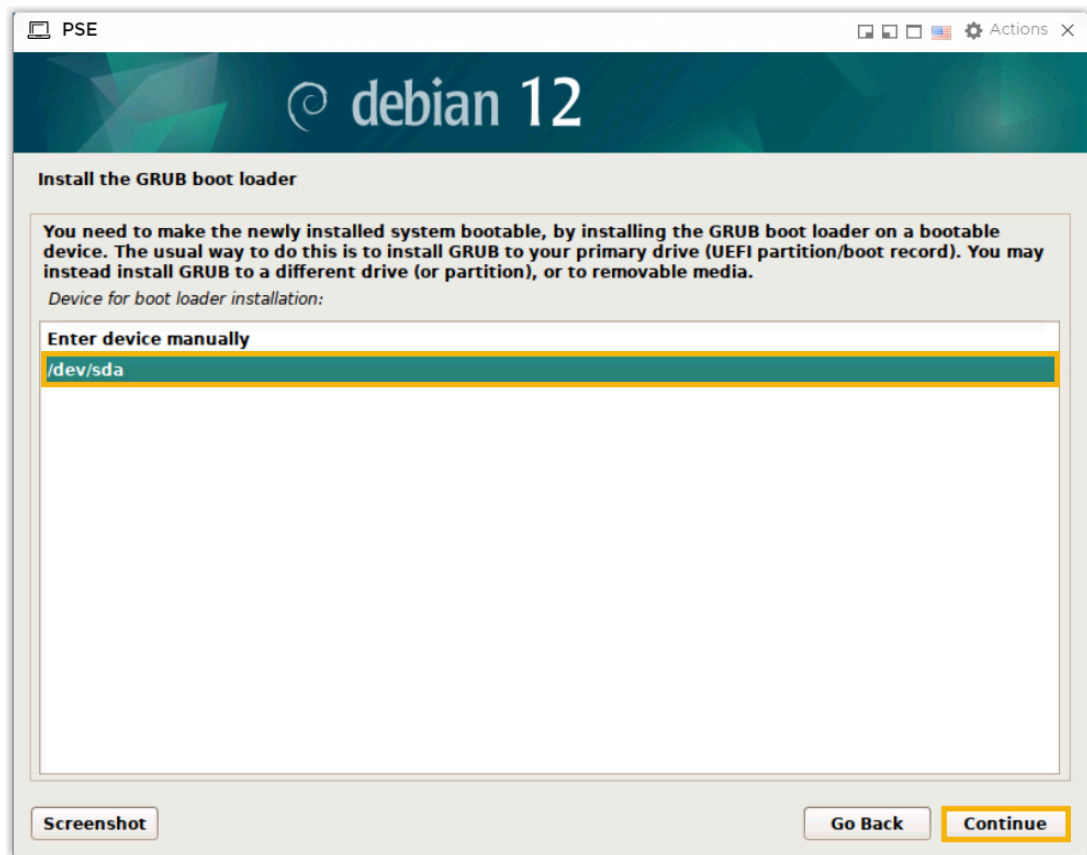 PSE
Actions
debian 12
Install the GRUB boot loader
You need to make the newly installed system bootable, by installing the GRUB boot loader on a bootable
device. The usual way to do this is to install GRUB to your primary drive (UEFI partition/boot record). You may
instead install GRUB to a different drive (or partition), or to removable media.
Device for boot loader installation:
Enter device manually
/dev/sda
Screenshot
Go Back
Continue